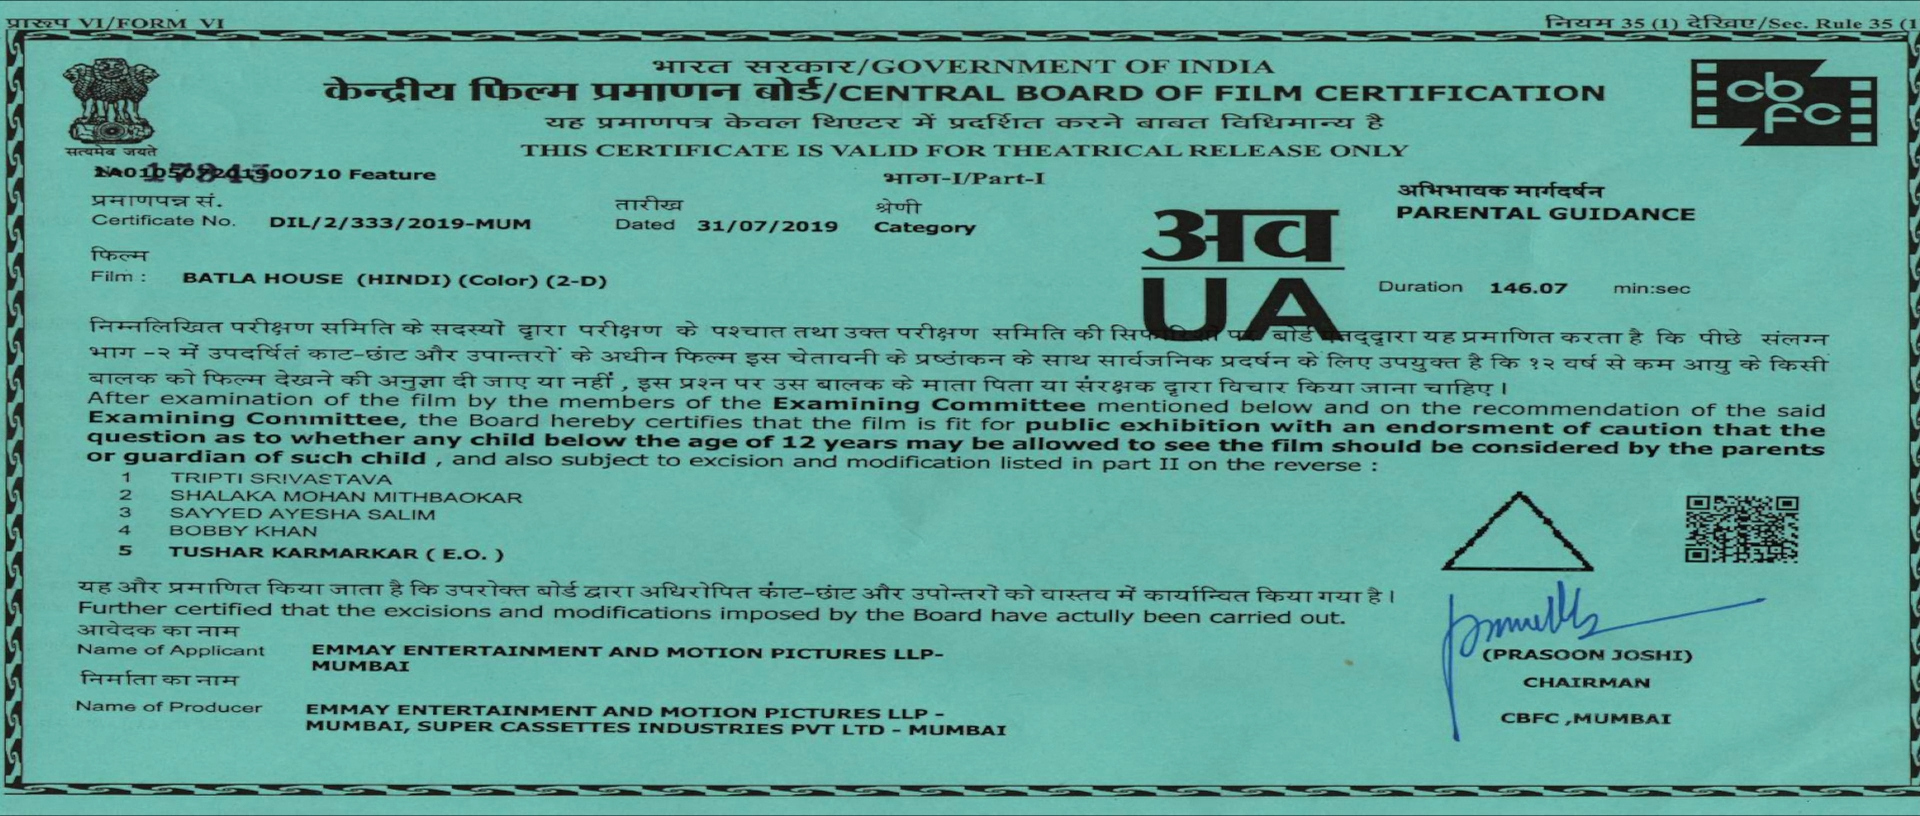 प्रारूप VI/FORM VI
नियम 35 (1) देखिए/Sec. Rule 35 (1
भारत सरकार/GOVERNMENT OF INDIA
केन्द्रीय फिल्म प्रमाणन बोर्ड/CENTRAL BOARD OF FILM CERTIFICATION
cb
fc
यह प्रमाणपत्र केवल थिएटर में प्रदर्शित करने बाबत विधिमान्य है
THIS CERTIFICATE IS VALID FOR THEATRICAL RELEASE ONLY
सत्यमेव जयते
Feature
भाग-I/Part-I
अभिभावक मार्गदर्षन
PARENTAL GUIDANCE
प्रमाणपत्र सं.
Certificate No. DIL/2/333/2019-MUM
तारीख
Dated 31/07/2019
श्रेणी
Category
अव
UA
फिल्म
Film : BATLA HOUSE (HINDI) (Color) (2-D)
Duration 146.07 min:sec
निम्नलिखित परीक्षण समिति के सदस्यों द्वारा परीक्षण के पश्चात तथा उक्त परीक्षण समिति की पर बोर्ड यह प्रमाणित करता है कि पीछे संलग्न
भाग -२ में उपदर्षितं काट-छांट और उपान्तरों के अधीन फिल्म इस चेतावनी के प्रष्ठांकन के साथ सार्वजनिक प्रदर्षन के लिए उपयुक्त है कि १२ वर्ष से कम आयु के किसी
बालक को फिल्म देखने की अनुज्ञा दी जाए या नहीं , इस प्रश्न पर उस बालक के माता पिता या संरक्षक द्वारा विचार किया जाना चाहिए।
After examination of the film by the members of the Examining Committee mentioned below and on the recommendation of the said
Examining Committee, the Board hereby certifies that the film is fit for public exhibition with an endorsment of caution that the
question as to whether any child below the age of 12 years may be allowed to see the film should be considered by the parents
or guardian of such child , and also subject to excision and modification listed in part II on the reverse :
1 TRIPTI SRIVASTAVA
2 SHALAKA MOHAN MITHBAOKAR
3 SAYYED AYESHA SALIM
4 BOBBY KHAN
5 TUSHAR KARMARKAR ( E.O. )
यह और प्रमाणित किया जाता है कि उपरोक्त बोर्ड द्वारा अधिरोपित कांट-छांट और उपोन्तरों को वास्तव में कार्यान्वित किया गया है।
Further certified that the excisions and modifications imposed by the Board have actully been carried out.
आवेदक का नाम
Name of Applicant EMMAY ENTERTAINMENT AND MOTION PICTURES LLP-
MUMBAI
निर्माता का नाम
Name of Producer EMMAY ENTERTAINMENT AND MOTION PICTURES LLP -
MUMBAI, SUPER CASSETTES INDUSTRIES PVT LTD - MUMBAI
(PRASOON JOSHI)
CHAIRMAN
CBFC ,MUMBAI